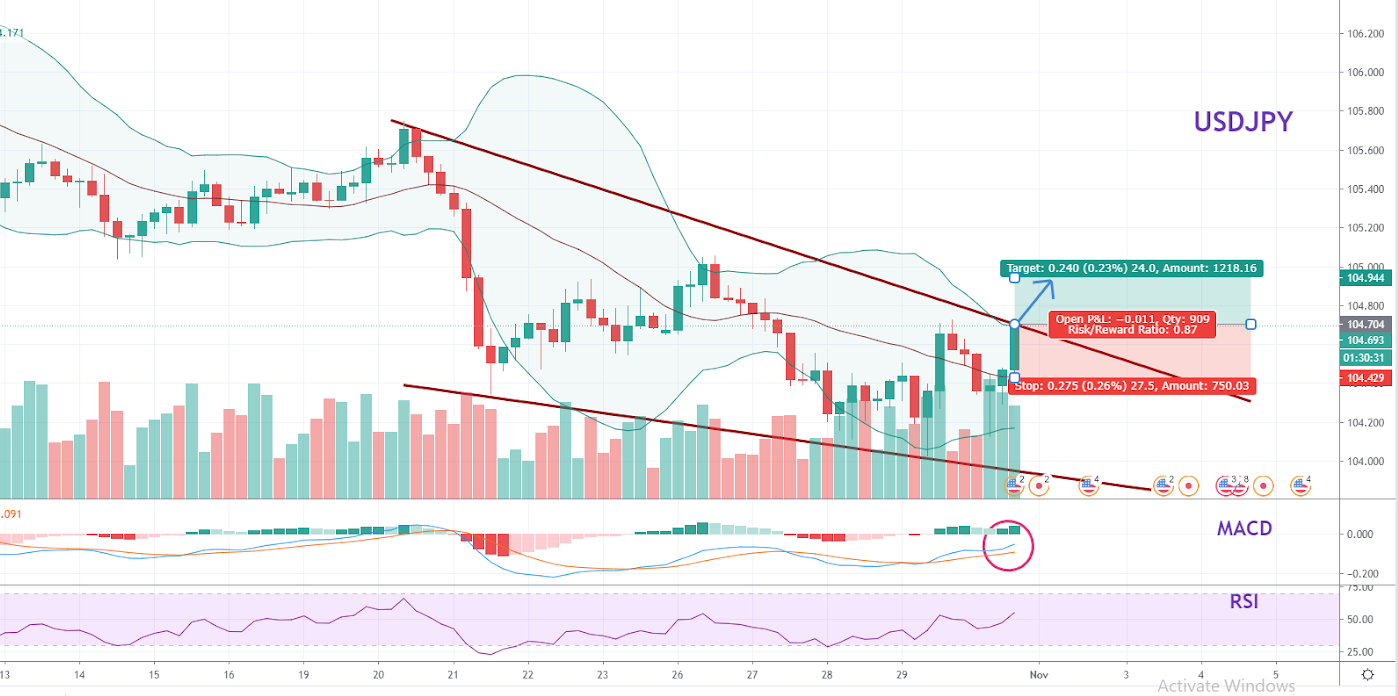 4.171
106.200
106.000
105.800
USDJPY
105.600
105.400
105.200
105.000
Target: 0.240 (0.23%) 24.0, Amount: 1218.16
104.944
104.800
Open P&L: −0.011, Qty: 909
Risk/Reward Ratio: 0.87
104.704
104.693
01:30:31
104.429
Stop: 0.275 (0.26%) 27.5, Amount: 750.03
104.200
104.000
2 2 4 2 3 8 4
.091
MACD
0.000
−0.200
75.00
RSI
50.00
25.00
13 14 15 16 19 20 21 22 23 26 27 28 29 Nov 3 4 5
Activate Windows